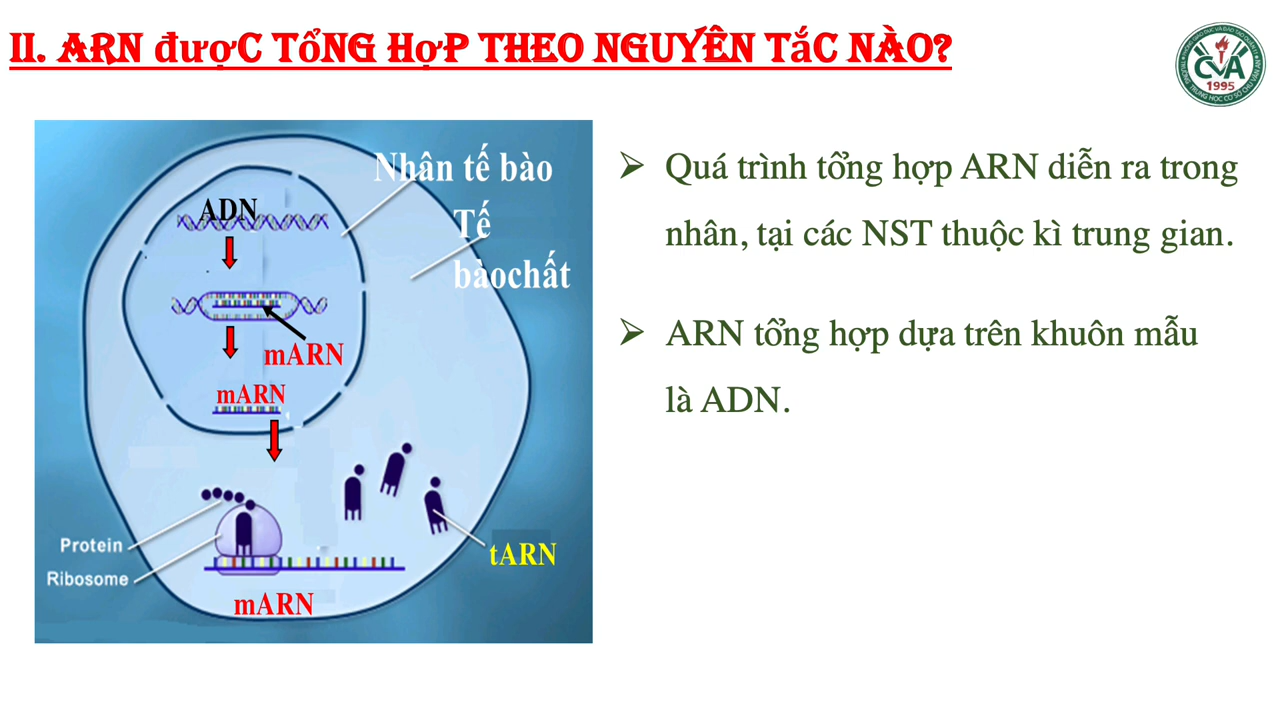 II. ARN đượC TổNG HợP THEO NGUYÊN TắC NÀO?
CVA
1995
Nhân tế bào
Tế
bàochất
ADN
mARN
mARN
Protein
Ribosome
tARN
mARN
➢ Quá trình tổng hợp ARN diễn ra trong
nhân, tại các NST thuộc kì trung gian.
➢ ARN tổng hợp dựa trên khuôn mẫu
là ADN.